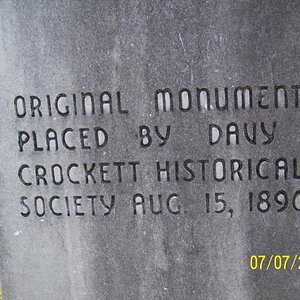 ORIGINAL MONUMENT
PLACED BY DAVY
CROCKETT HISTORICAL
SOCIETY AUG. 15, 1890
07/07/2